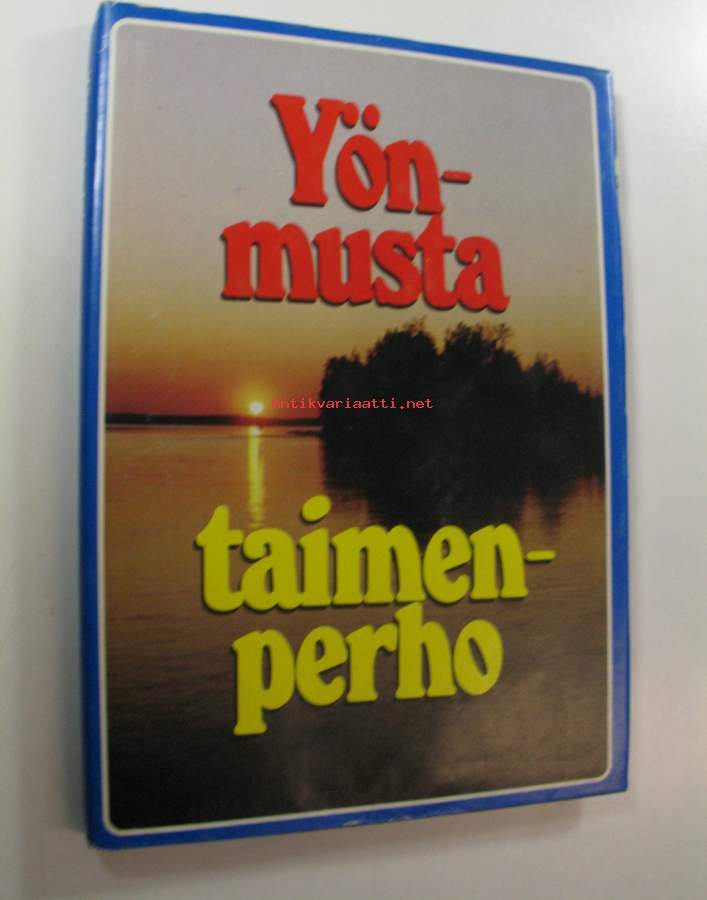 Yön-
musta
antikvariaatti.net
taimen-
perho